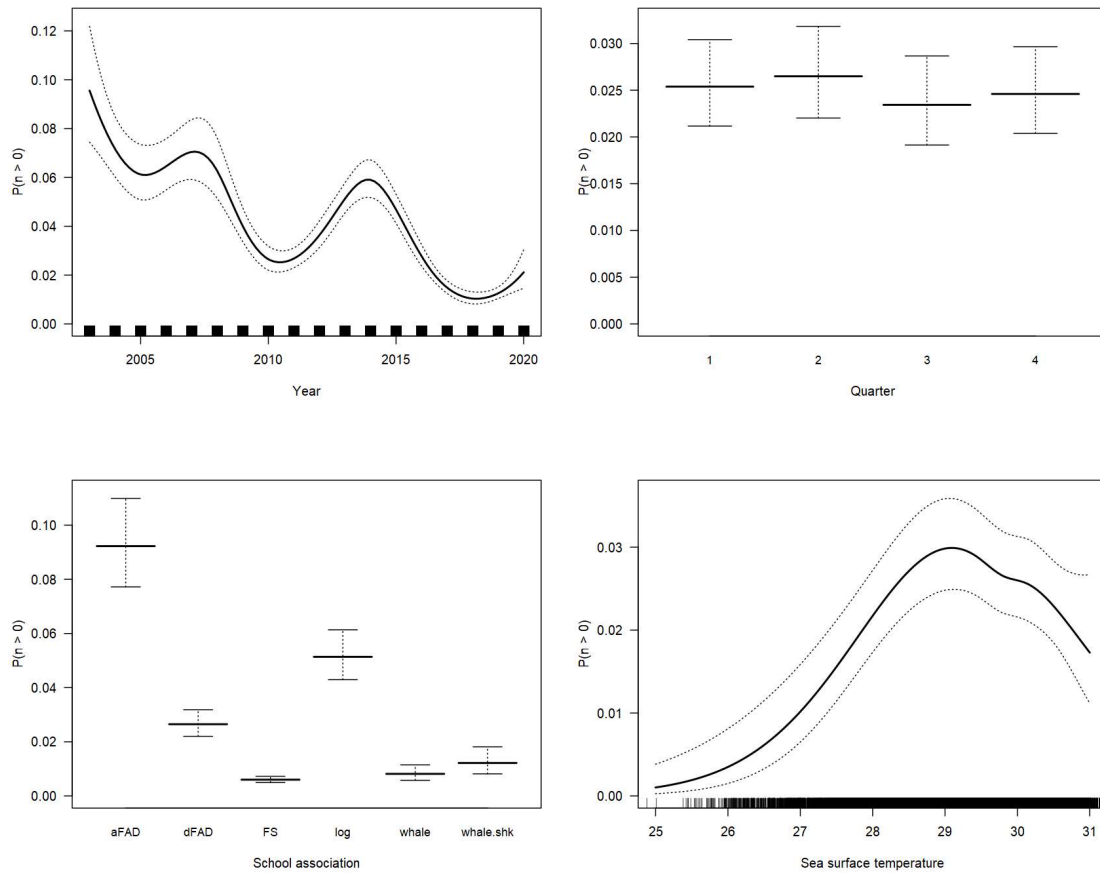 0.12
0.10
0.08
0.06
0.04
0.02
0.00
P(n > 0)
2005 2010 2015 2020
Year
0.030
0.025
0.020
0.015
0.010
0.005
0.000
P(n > 0)
1 2 3 4
Quarter
0.10
0.08
0.06
0.04
0.02
0.00
P(n > 0)
aFAD dFAD FS log whale whale.shk
School association
0.03
0.02
0.01
0.00
P(n > 0)
25 26 27 28 29 30 31
Sea surface temperature